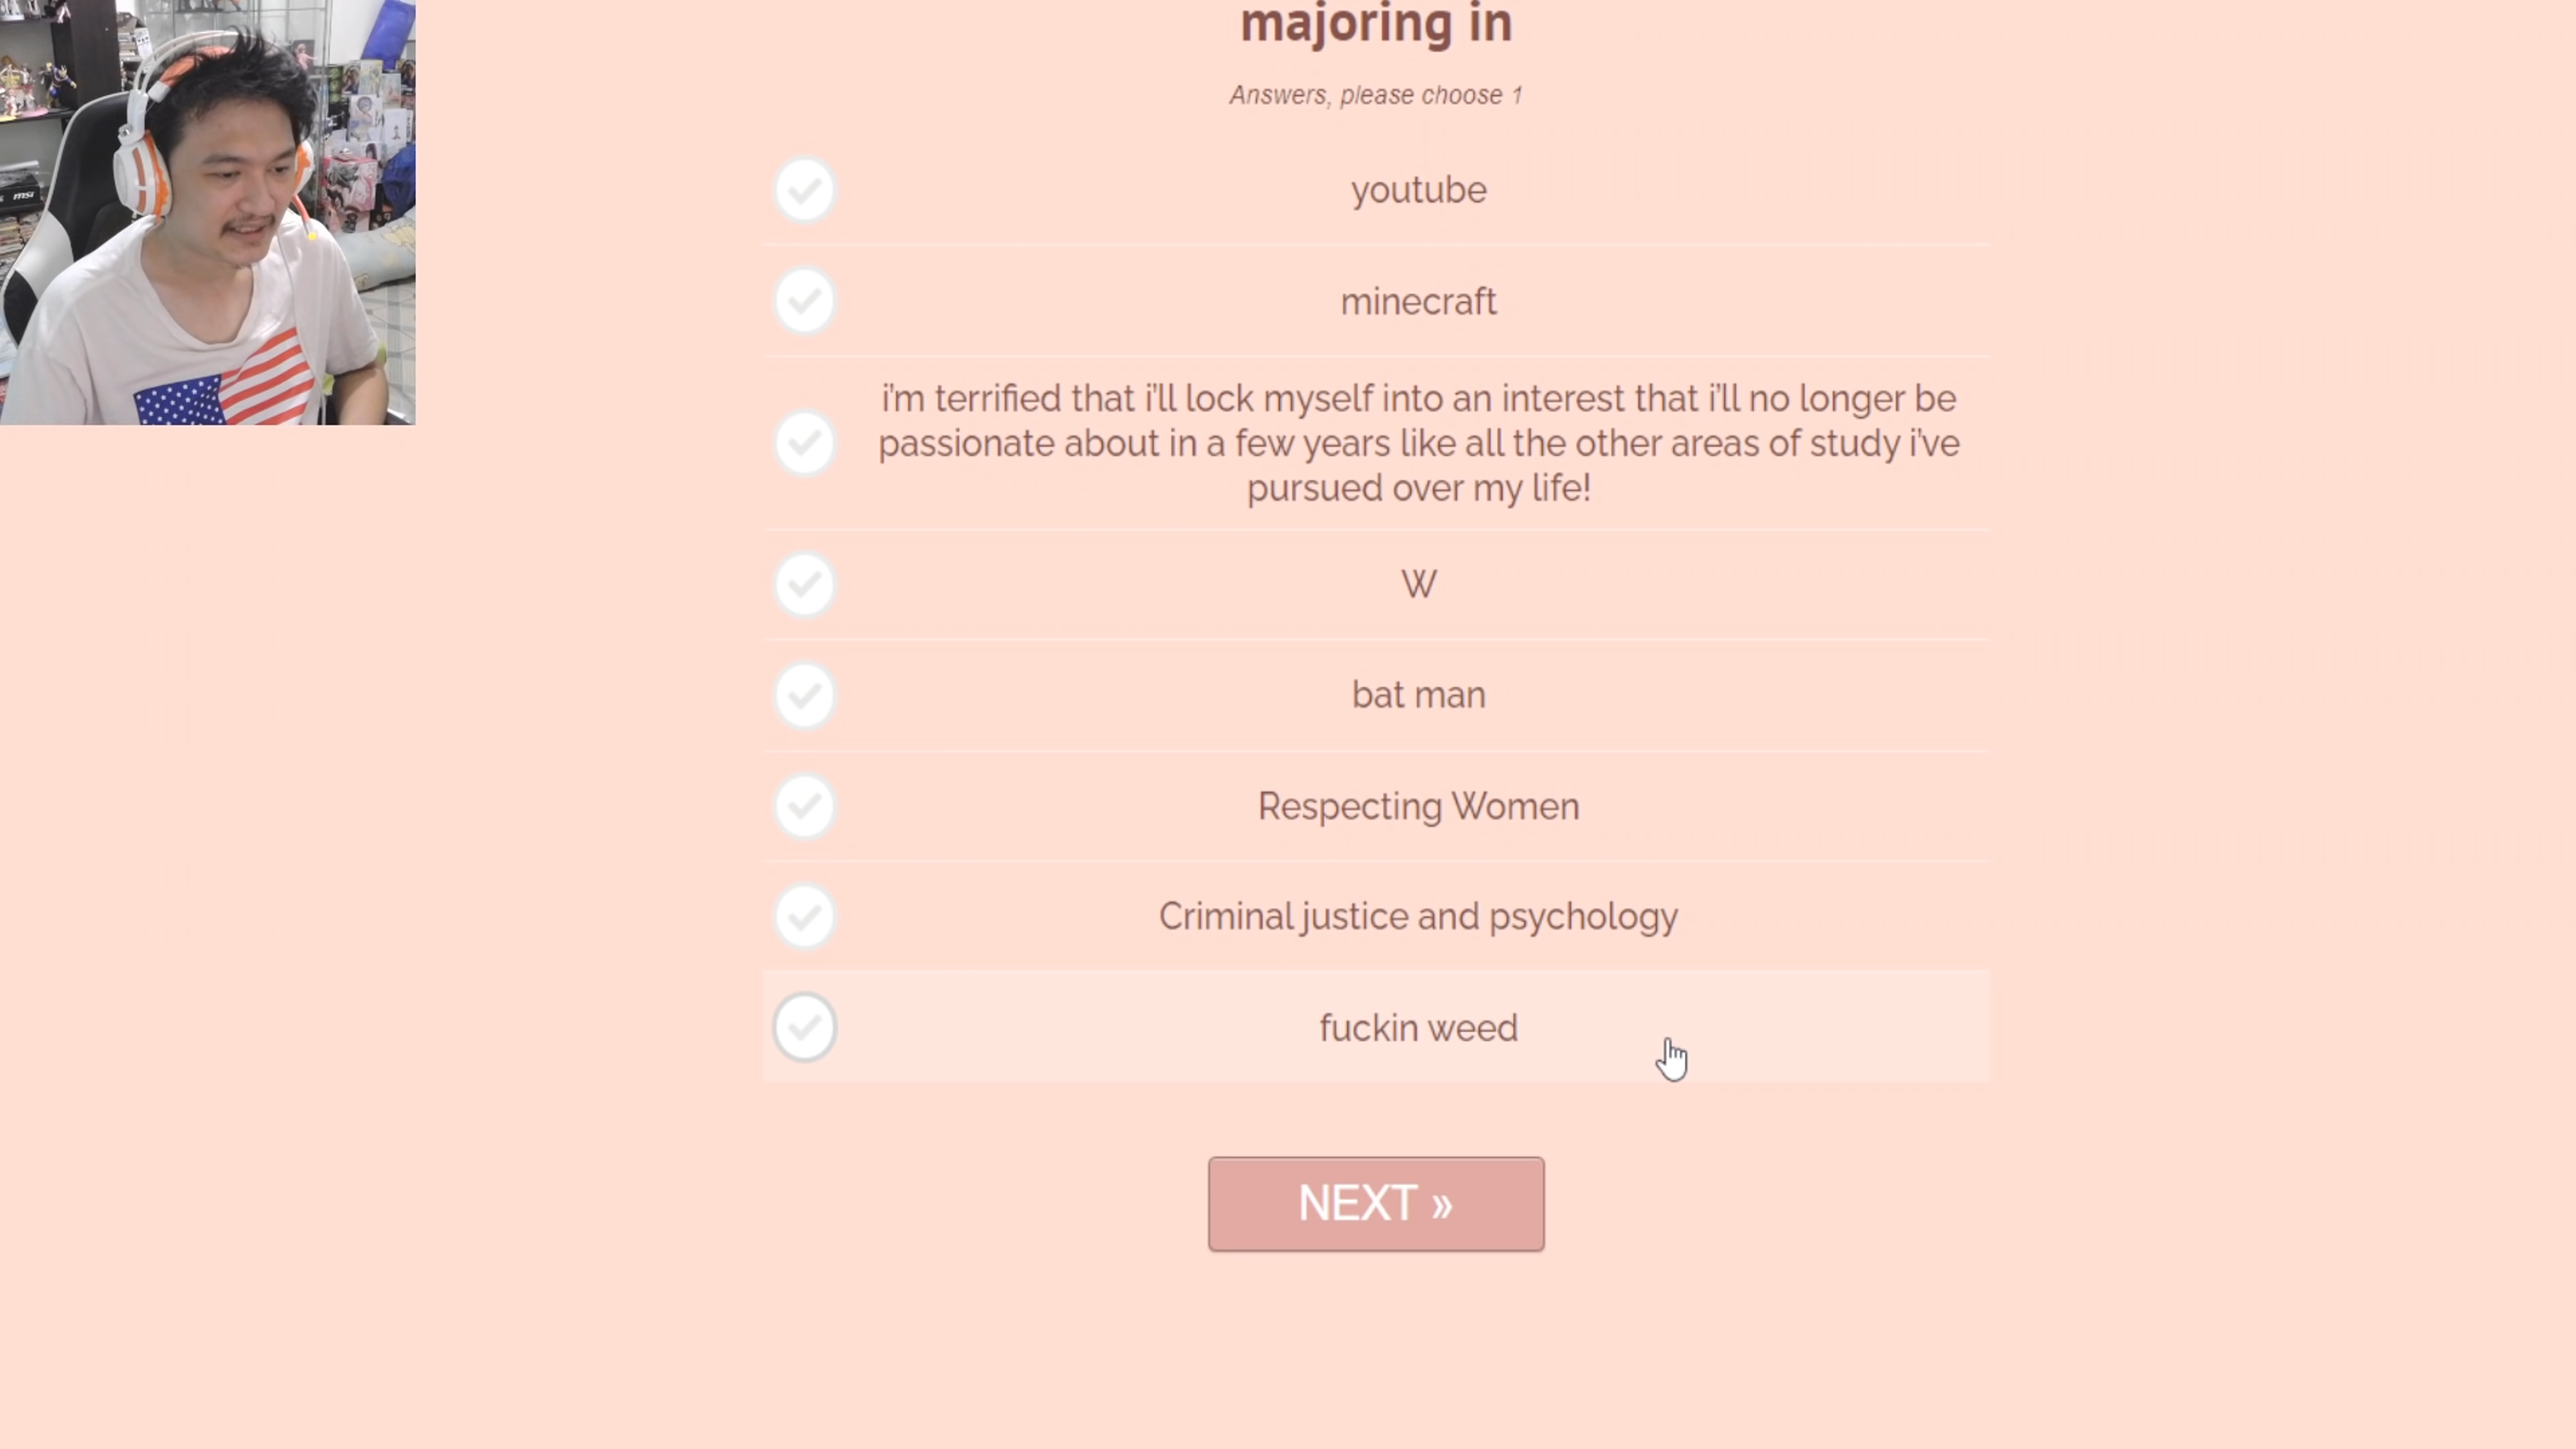 majoring in
Answers, please choose 1
youtube
minecraft
i'm terrified that i'll lock myself into an interest that i'll no longer be
passionate about in a few years like all the other areas of study i've
pursued over my life!
W
bat man
Respecting Women
Criminal justice and psychology
fuckin weed
NEXT »
msi